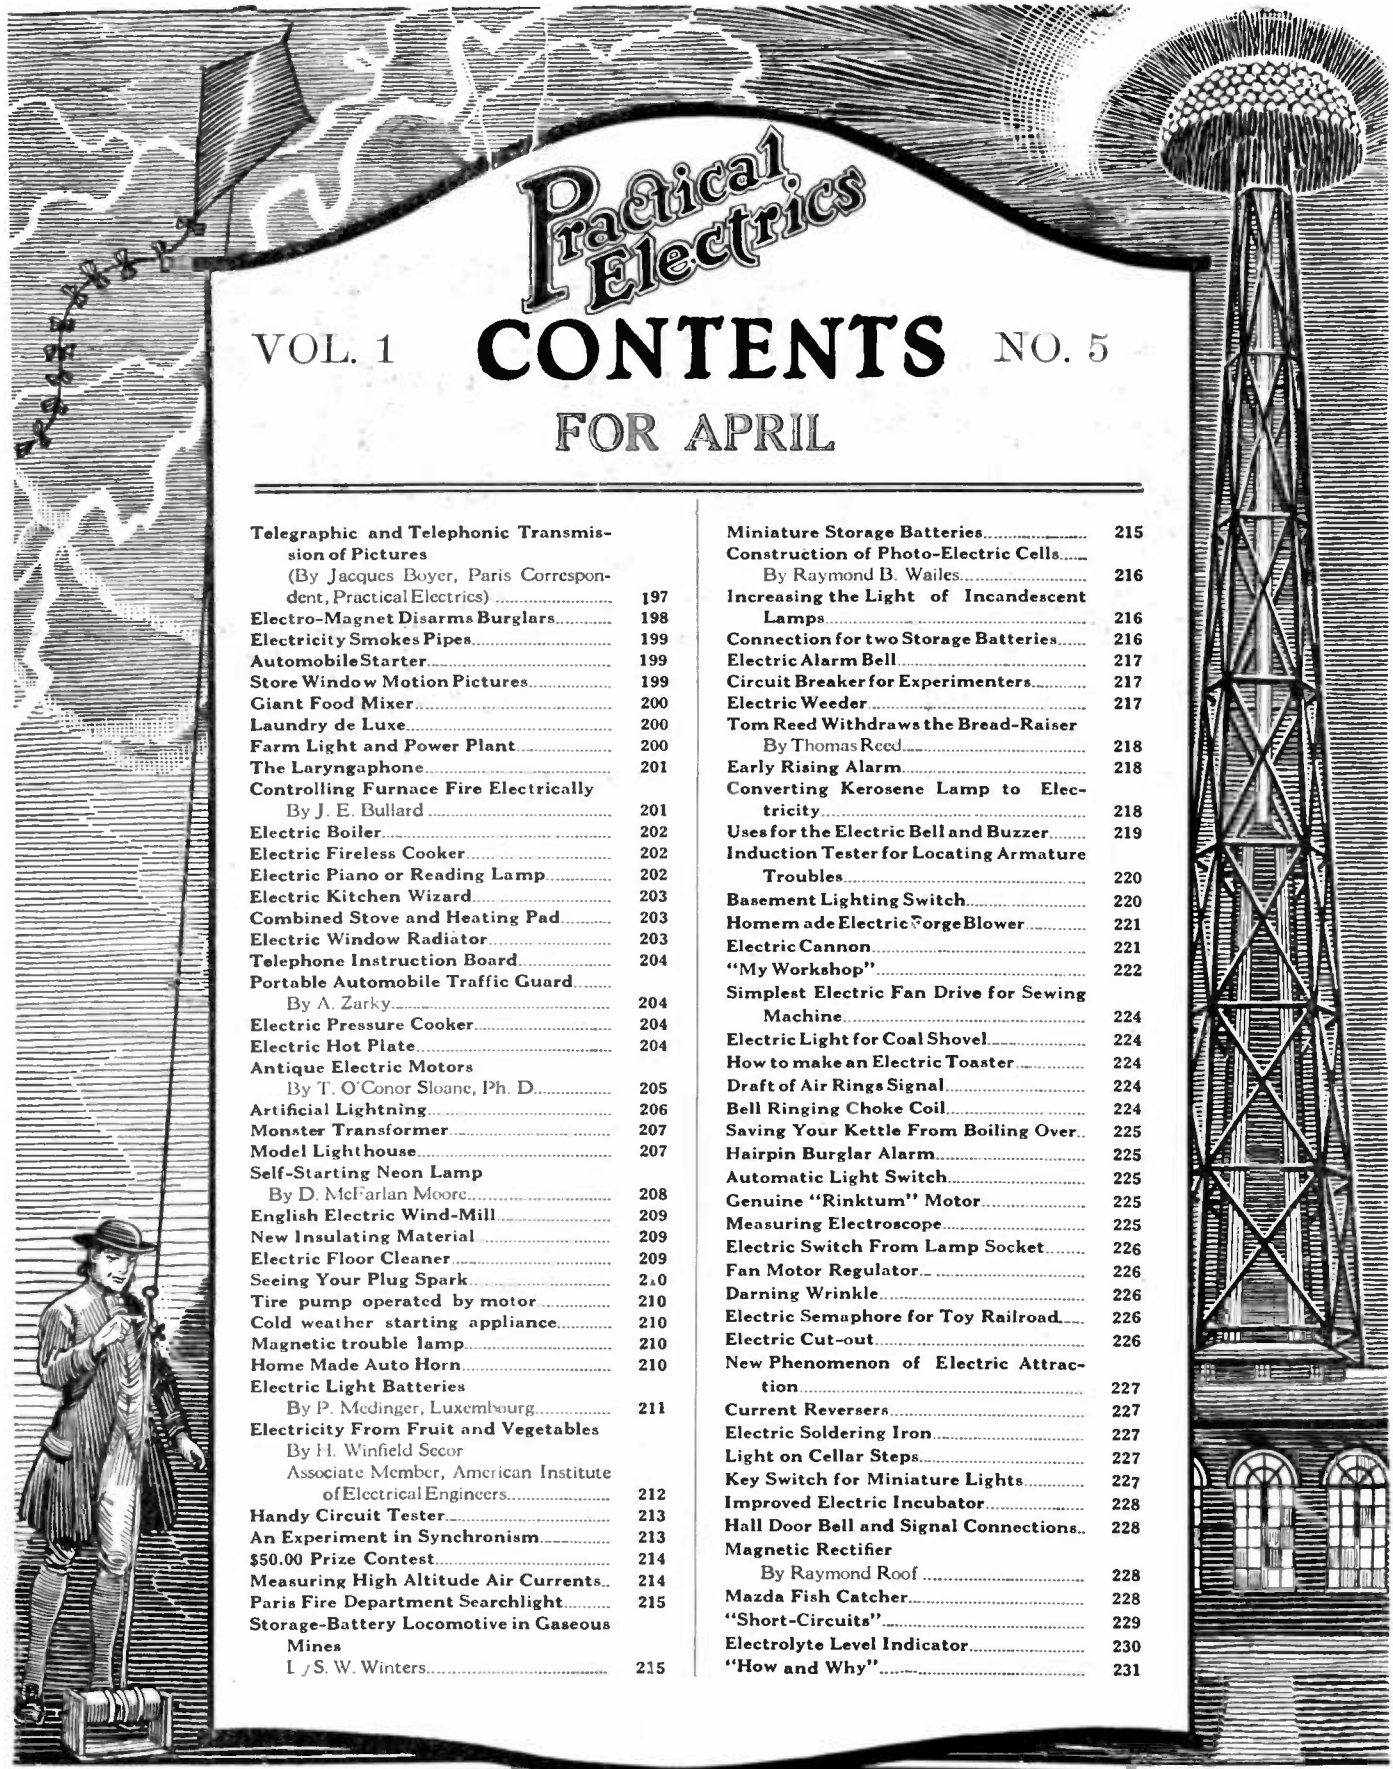 Practical
Electrics
VOL. 1 CONTENTS NO. 5
FOR APRIL
Telegraphic and Telephonic Transmis-
sion of Pictures
(By Jacques Boyer, Paris Correspon-
dent, Practical Electrics) 197
Electro-Magnet Disarms Burglars 198
Electricity Smokes Pipes 199
Automobile Starter 199
Store Window Motion Pictures 199
Giant Food Mixer 200
Laundry de Luxe 200
Farm Light and Power Plant 200
The Laryngaphone 201
Controlling Furnace Fire Electrically
By J. E. Bullard 201
Electric Boiler 202
Electric Fireless Cooker 202
Electric Piano or Reading Lamp 202
Electric Kitchen Wizard 203
Combined Stove and Heating Pad 203
Electric Window Radiator 203
Telephone Instruction Board 204
Portable Automobile Traffic Guard
By A. Zarky 204
Electric Pressure Cooker 204
Electric Hot Plate 204
Antique Electric Motors
By T. O'Conor Sloane, Ph. D. 205
Artificial Lightning 206
Monster Transformer 207
Model Lighthouse 207
Self-Starting Neon Lamp
By D. McFarlan Moore 208
English Electric Wind-Mill 209
New Insulating Material 209
Electric Floor Cleaner 209
Seeing Your Plug Spark
Tire pump operated by motor 210
Cold weather starting appliance 210
Magnetic trouble lamp 210
Home Made Auto Horn 210
Electric Light Batteries
By P. Medinger, Luxembourg 211
Electricity From Fruit and Vegetables
By H. Winfield Secor
Associate Member, American Institute
of Electrical Engineers 212
Handy Circuit Tester 213
An Experiment in Synchronism 213
$50.00 Prize Contest 214
Measuring High Altitude Air Currents 214
Paris Fire Department Searchlight 215
Storage-Battery Locomotive in Gaseous
Mines
S. W. Winters 215
Miniature Storage Batteries 215
Construction of Photo-Electric Cells
By Raymond B. Wailes 216
Increasing the Light of Incandescent
Lamps 216
Connection for two Storage Batteries 216
Electric Alarm Bell 217
Circuit Breaker for Experimenters 217
Electric Weeder 217
Tom Reed Withdraws the Bread-Raiser
By Thomas Reed 218
Early Rising Alarm 218
Converting Kerosene Lamp to Elec-
tricity 218
Uses for the Electric Bell and Buzzer 219
Induction Tester for Locating Armature
Troubles 220
Basement Lighting Switch 220
Homemade Electric Forge Blower 221
Electric Cannon 221
"My Workshop" 222
Simplest Electric Fan Drive for Sewing
Machine 224
Electric Light for Coal Shovel 224
How to make an Electric Toaster 224
Draft of Air Rings Signal 224
Bell Ringing Choke Coil 224
Saving Your Kettle From Boiling Over 225
Hairpin Burglar Alarm 225
Automatic Light Switch 225
Genuine "Rinktum" Motor 225
Measuring Electroscope 225
Electric Switch From Lamp Socket 226
Fan Motor Regulator 226
Darning Wrinkle 226
Electric Semaphore for Toy Railroad 226
Electric Cut-out 226
New Phenomenon of Electric Attrac-
tion 227
Current Reversers 227
Electric Soldering Iron 227
Light on Cellar Steps 227
Key Switch for Miniature Lights 227
Improved Electric Incubator 228
Hall Door Bell and Signal Connections 228
Magnetic Rectifier
By Raymond Roof 228
Mazda Fish Catcher 228
"Short-Circuits" 229
Electrolyte Level Indicator 230
"How and Why" 231